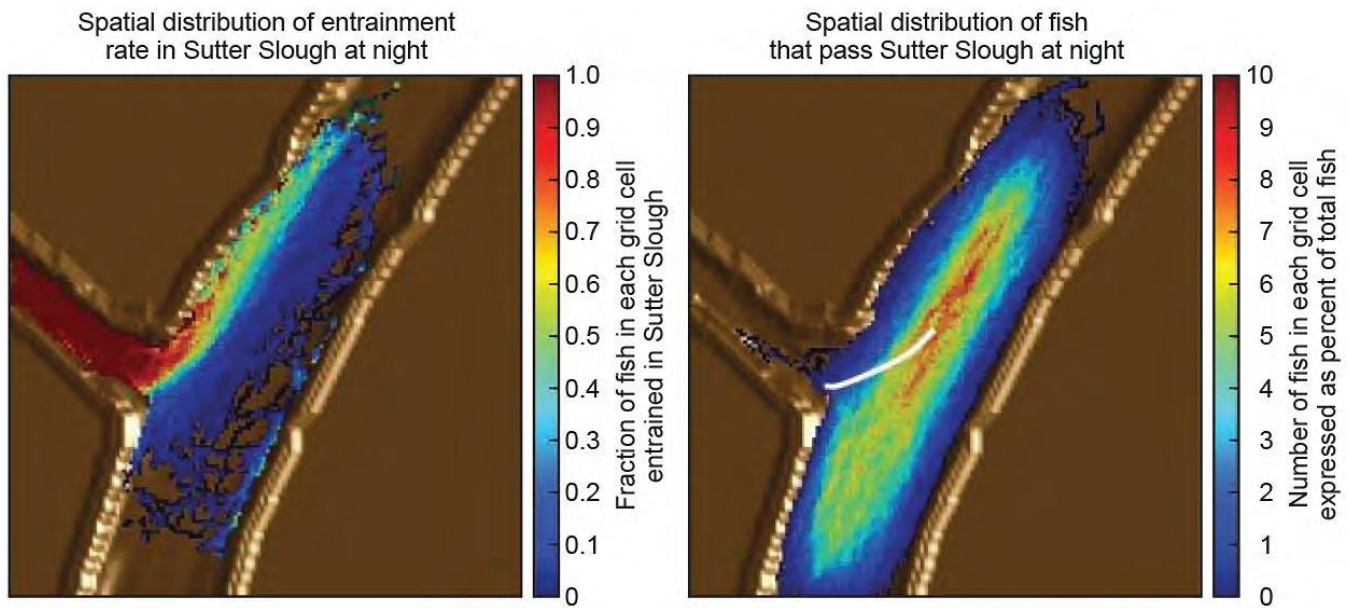 Spatial distribution of entrainment
rate in Sutter Slough at night
1.0
0.9
0.8
0.7
0.6
0.5
0.4
0.3
0.2
0.1
0
Fraction of fish in each grid cell
entrained in Sutter Slough
Spatial distribution of fish
that pass Sutter Slough at night
10
9
8
7
6
5
4
3
2
1
0
Number of fish in each grid cell
expressed as percent of total fish